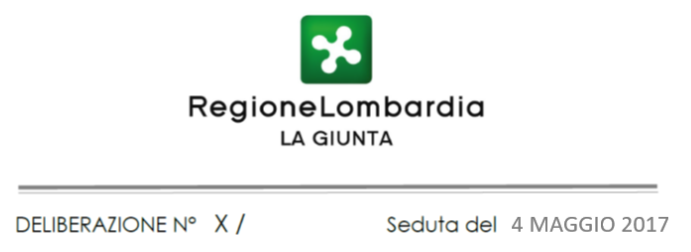 RegioneLombardia
LA GIUNTA
DELIBERAZIONE N° X / Seduta del 4 MAGGIO 2017